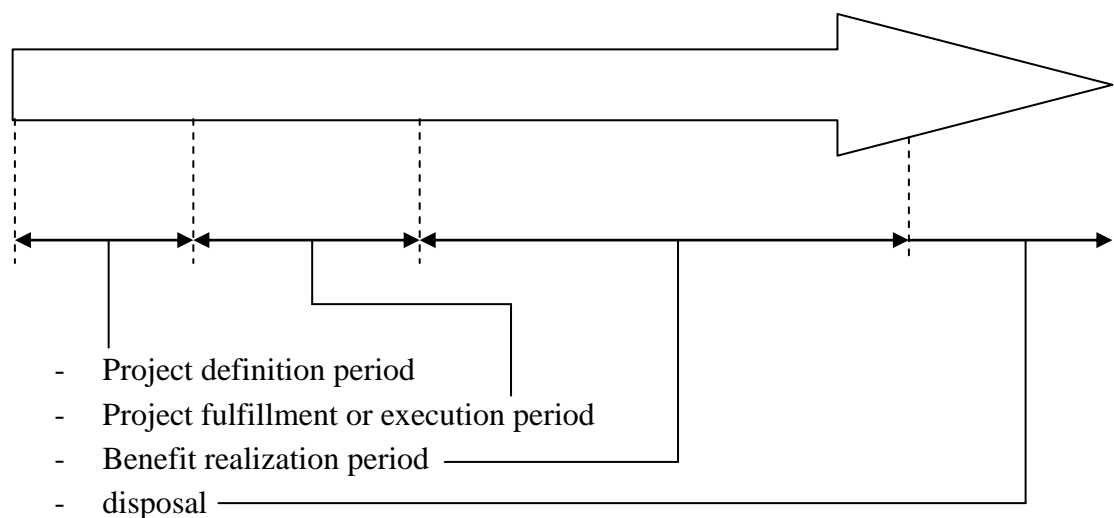 - Project definition period
- Project fulfillment or execution period
- Benefit realization period
- disposal